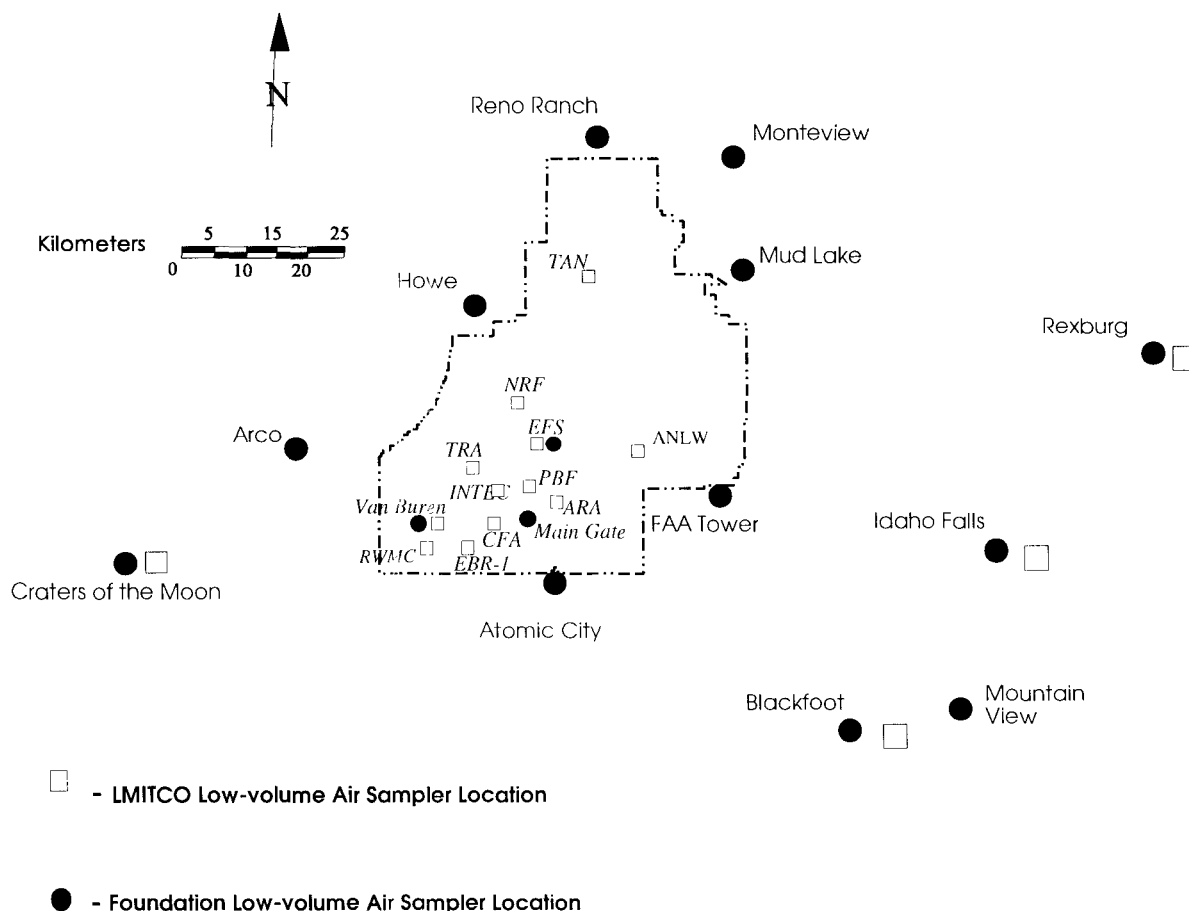 N
Reno Ranch
Monteview
Kilometers
5 15 25
0 10 20
TAN
Mud Lake
Howe
Rexburg
NRF
Arco
EFS
TRA
ANLW
INTEC
PBF
Van Buren
ARA
CFA
Main Gate
FAA Tower
Idaho Falls
RWMC
EBR-1
Craters of the Moon
Atomic City
Blackfoot
Mountain
View
- LMITCO Low-volume Air Sampler Location
- Foundation Low-volume Air Sampler Location